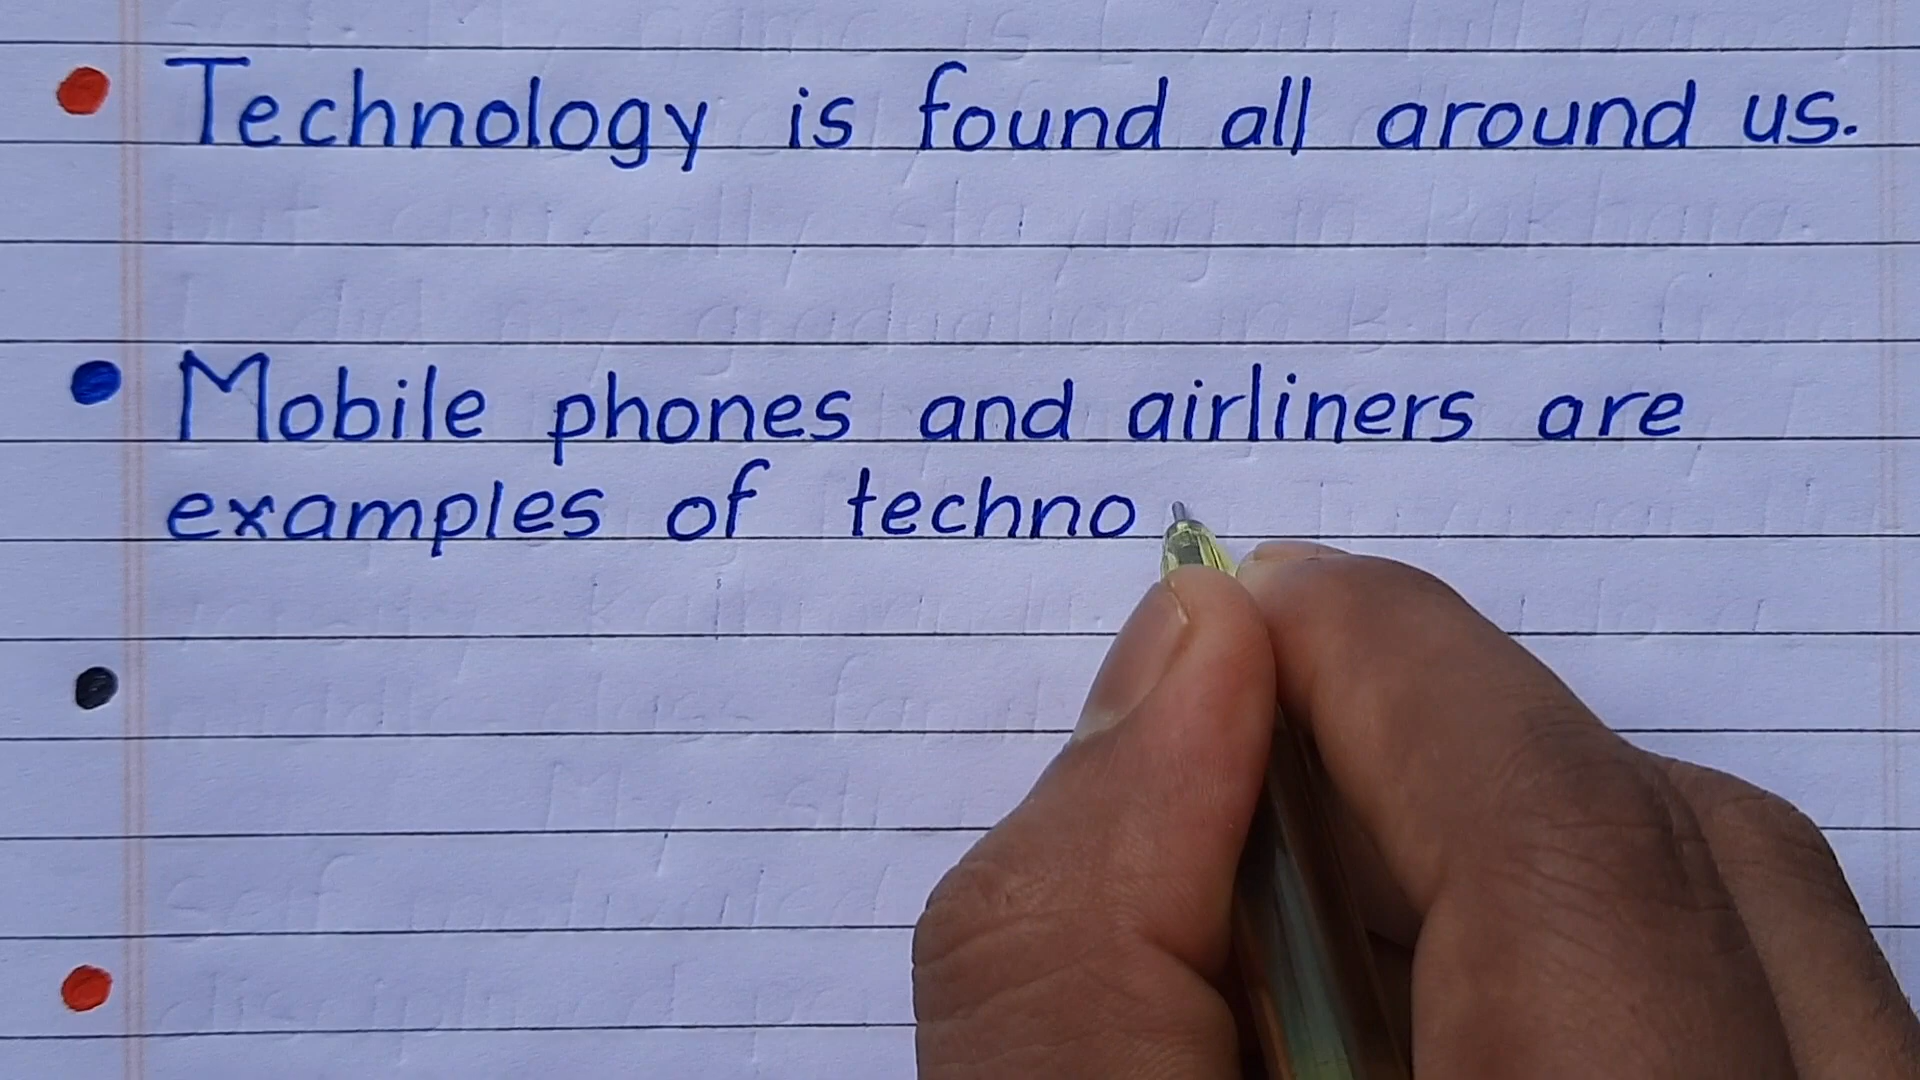 Technology is found all around us.
Mobile phones and airliners are
examples of techno